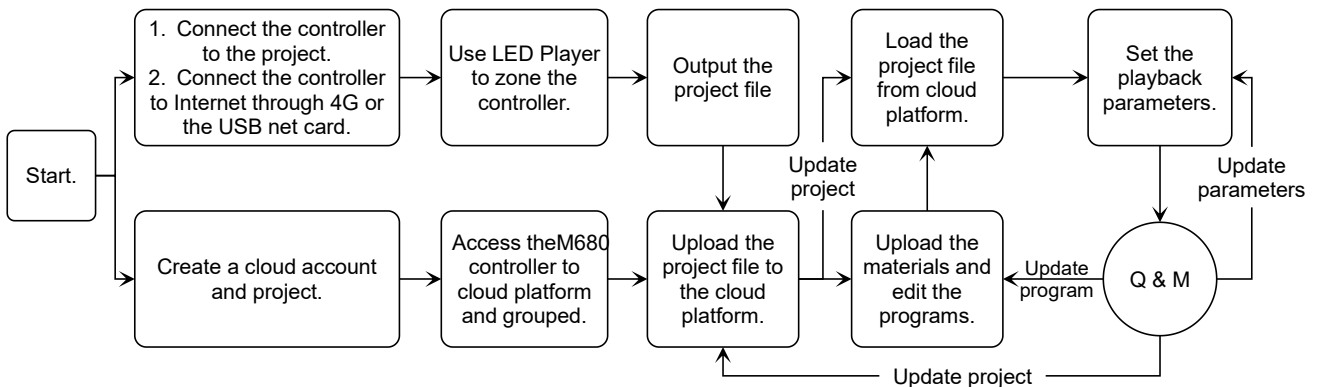 Start.
1. Connect the controller
to the project.
2. Connect the controller
to Internet through 4G or
the USB net card.
Use LED Player
to zone the
controller.
Output the
project file
Load the
project file
from cloud
platform.
Set the
playback
parameters.
Update
project
Update
parameters
Create a cloud account
and project.
Access theM680
controller to
cloud platform
and grouped.
Upload the
project file to
the cloud
platform.
Upload the
materials and
edit the
programs.
Update
program
Q & M
Update project